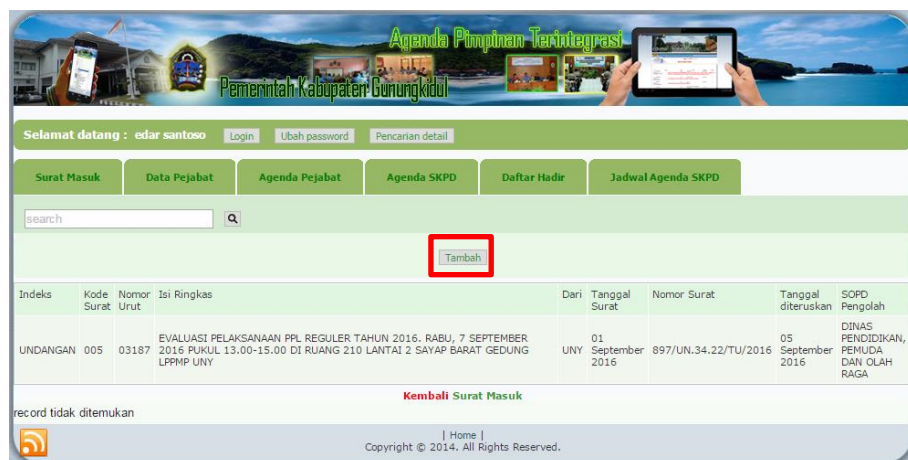 Agenda Pimpinan Terintegrasi
Pemerintah Kabupaten Gunungkidul
Selamat datang : edar santoso Login Ubah password Pencarian detail
Surat Masuk Data Pejabat Agenda Pejabat Agenda SKPD Daftar Hadir Jadwal Agenda SKPD
search
Tambah
Indeks Kode Surat Nomor Urut Isi Ringkas Dari Tanggal Surat Nomor Surat Tanggal diteruskan SOPD Pengolah
UNDANGAN 005 03187 EVALUASI PELAKSANAAN PPL REGULER TAHUN 2016. RABU, 7 SEPTEMBER 2016 PUKUL 13.00-15.00 DI RUANG 210 LANTAI 2 SAYAP BARAT GEDUNG LPPMP UNY UNY 01 September 2016 897/UN.34.22/TU/2016 05 September 2016 DINAS PENDIDIKAN, PEMUDA DAN OLAH RAGA
Kembali Surat Masuk
record tidak ditemukan
| Home |
Copyright © 2014. All Rights Reserved.